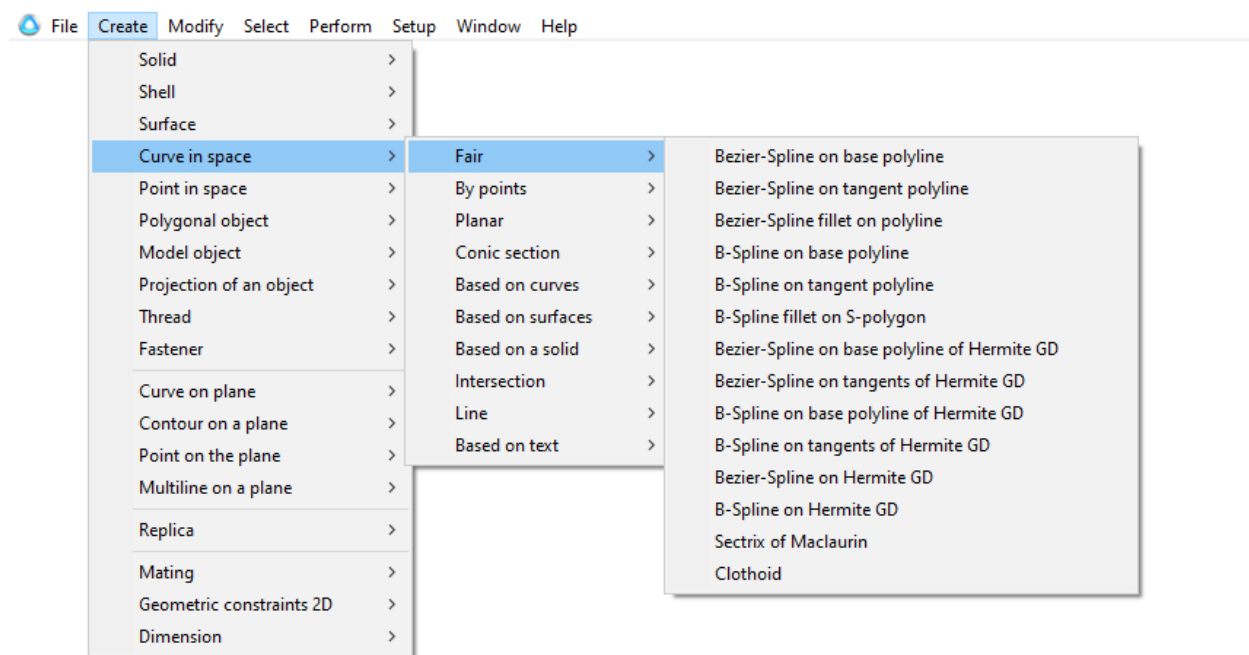 File Create Modify Select Perform Setup Window Help
Solid
Shell
Surface
Curve in space
Point in space
Polygonal object
Model object
Projection of an object
Thread
Fastener
Curve on plane
Contour on a plane
Point on the plane
Multiline on a plane
Replica
Mating
Geometric constraints 2D
Dimension
Fair
By points
Planar
Conic section
Based on curves
Based on surfaces
Based on a solid
Intersection
Line
Based on text
Bezier-Spline on base polyline
Bezier-Spline on tangent polyline
Bezier-Spline fillet on polyline
B-Spline on base polyline
B-Spline on tangent polyline
B-Spline fillet on S-polygon
Bezier-Spline on base polyline of Hermite GD
Bezier-Spline on tangents of Hermite GD
B-Spline on base polyline of Hermite GD
B-Spline on tangents of Hermite GD
Bezier-Spline on Hermite GD
B-Spline on Hermite GD
Sectrix of Maclaurin
Clothoid